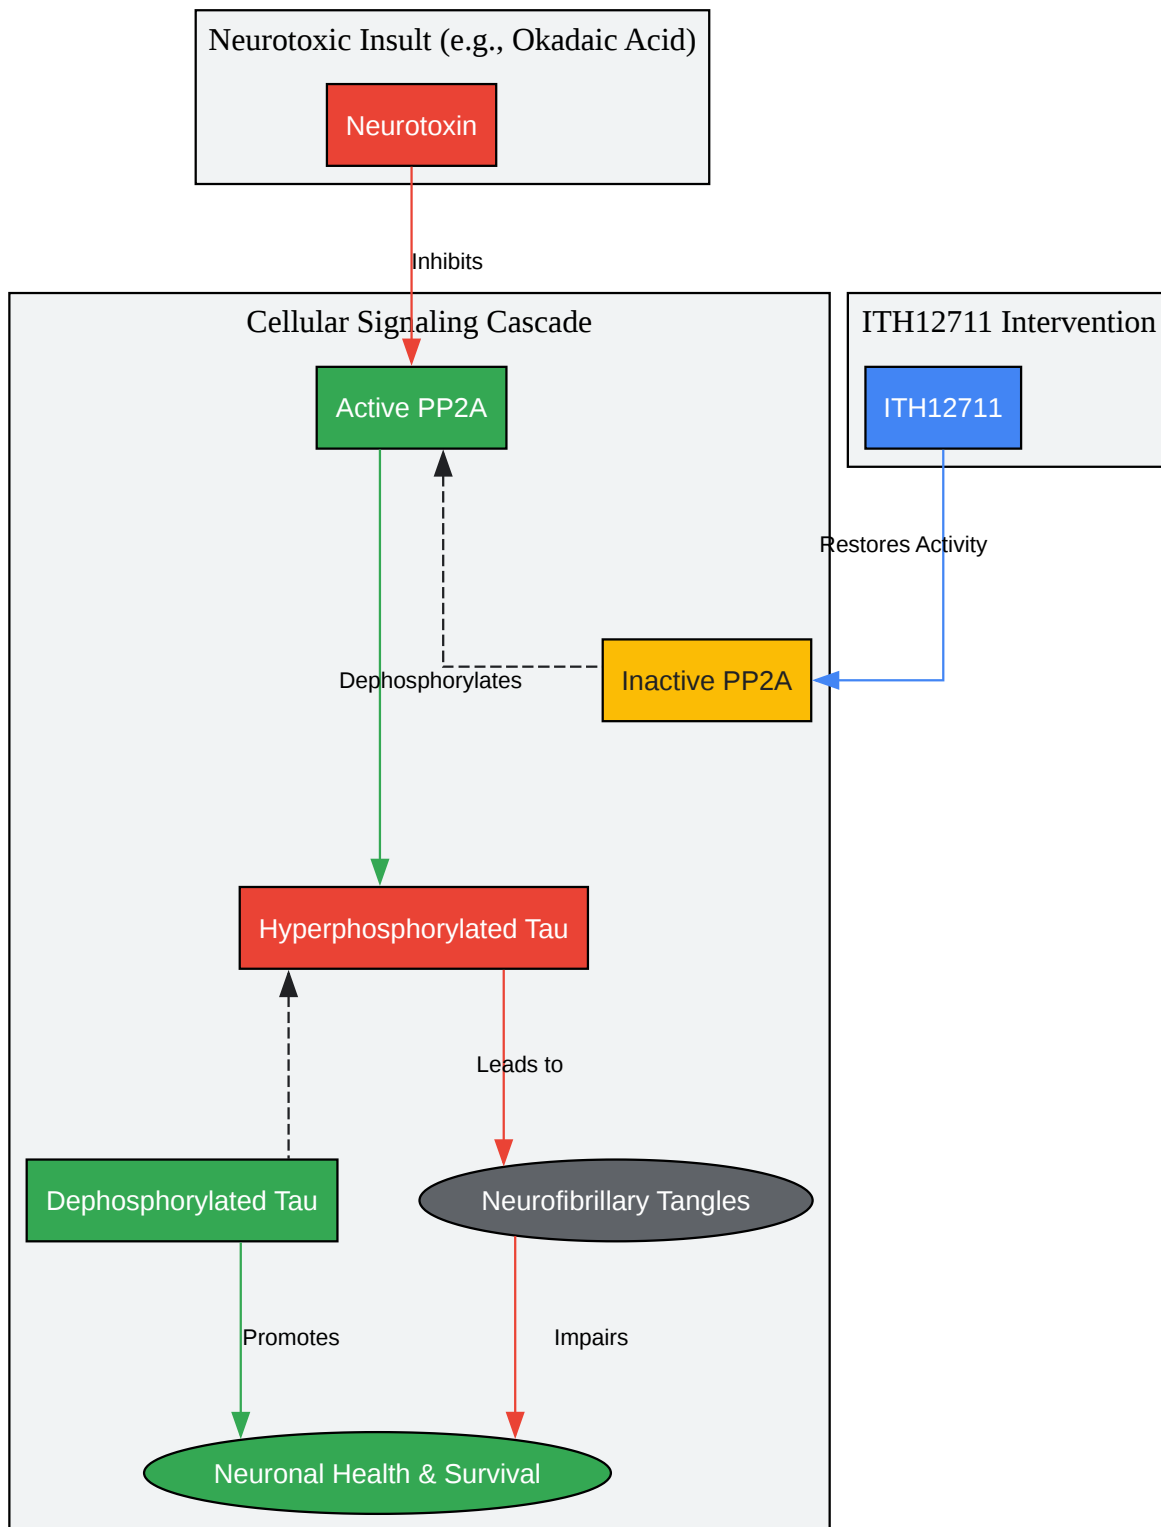 Neurotoxic Insult (e.g., Okadaic Acid)
Neurotoxin
Inhibits
Cellular Signaling Cascade
ITH12711 Intervention
Active PP2A
ITH12711
Restores Activity
Dephosphorylates
Inactive PP2A
Hyperphosphorylated Tau
Leads to
Dephosphorylated Tau
Neurofibrillary Tangles
Promotes
Impairs
Neuronal Health & Survival